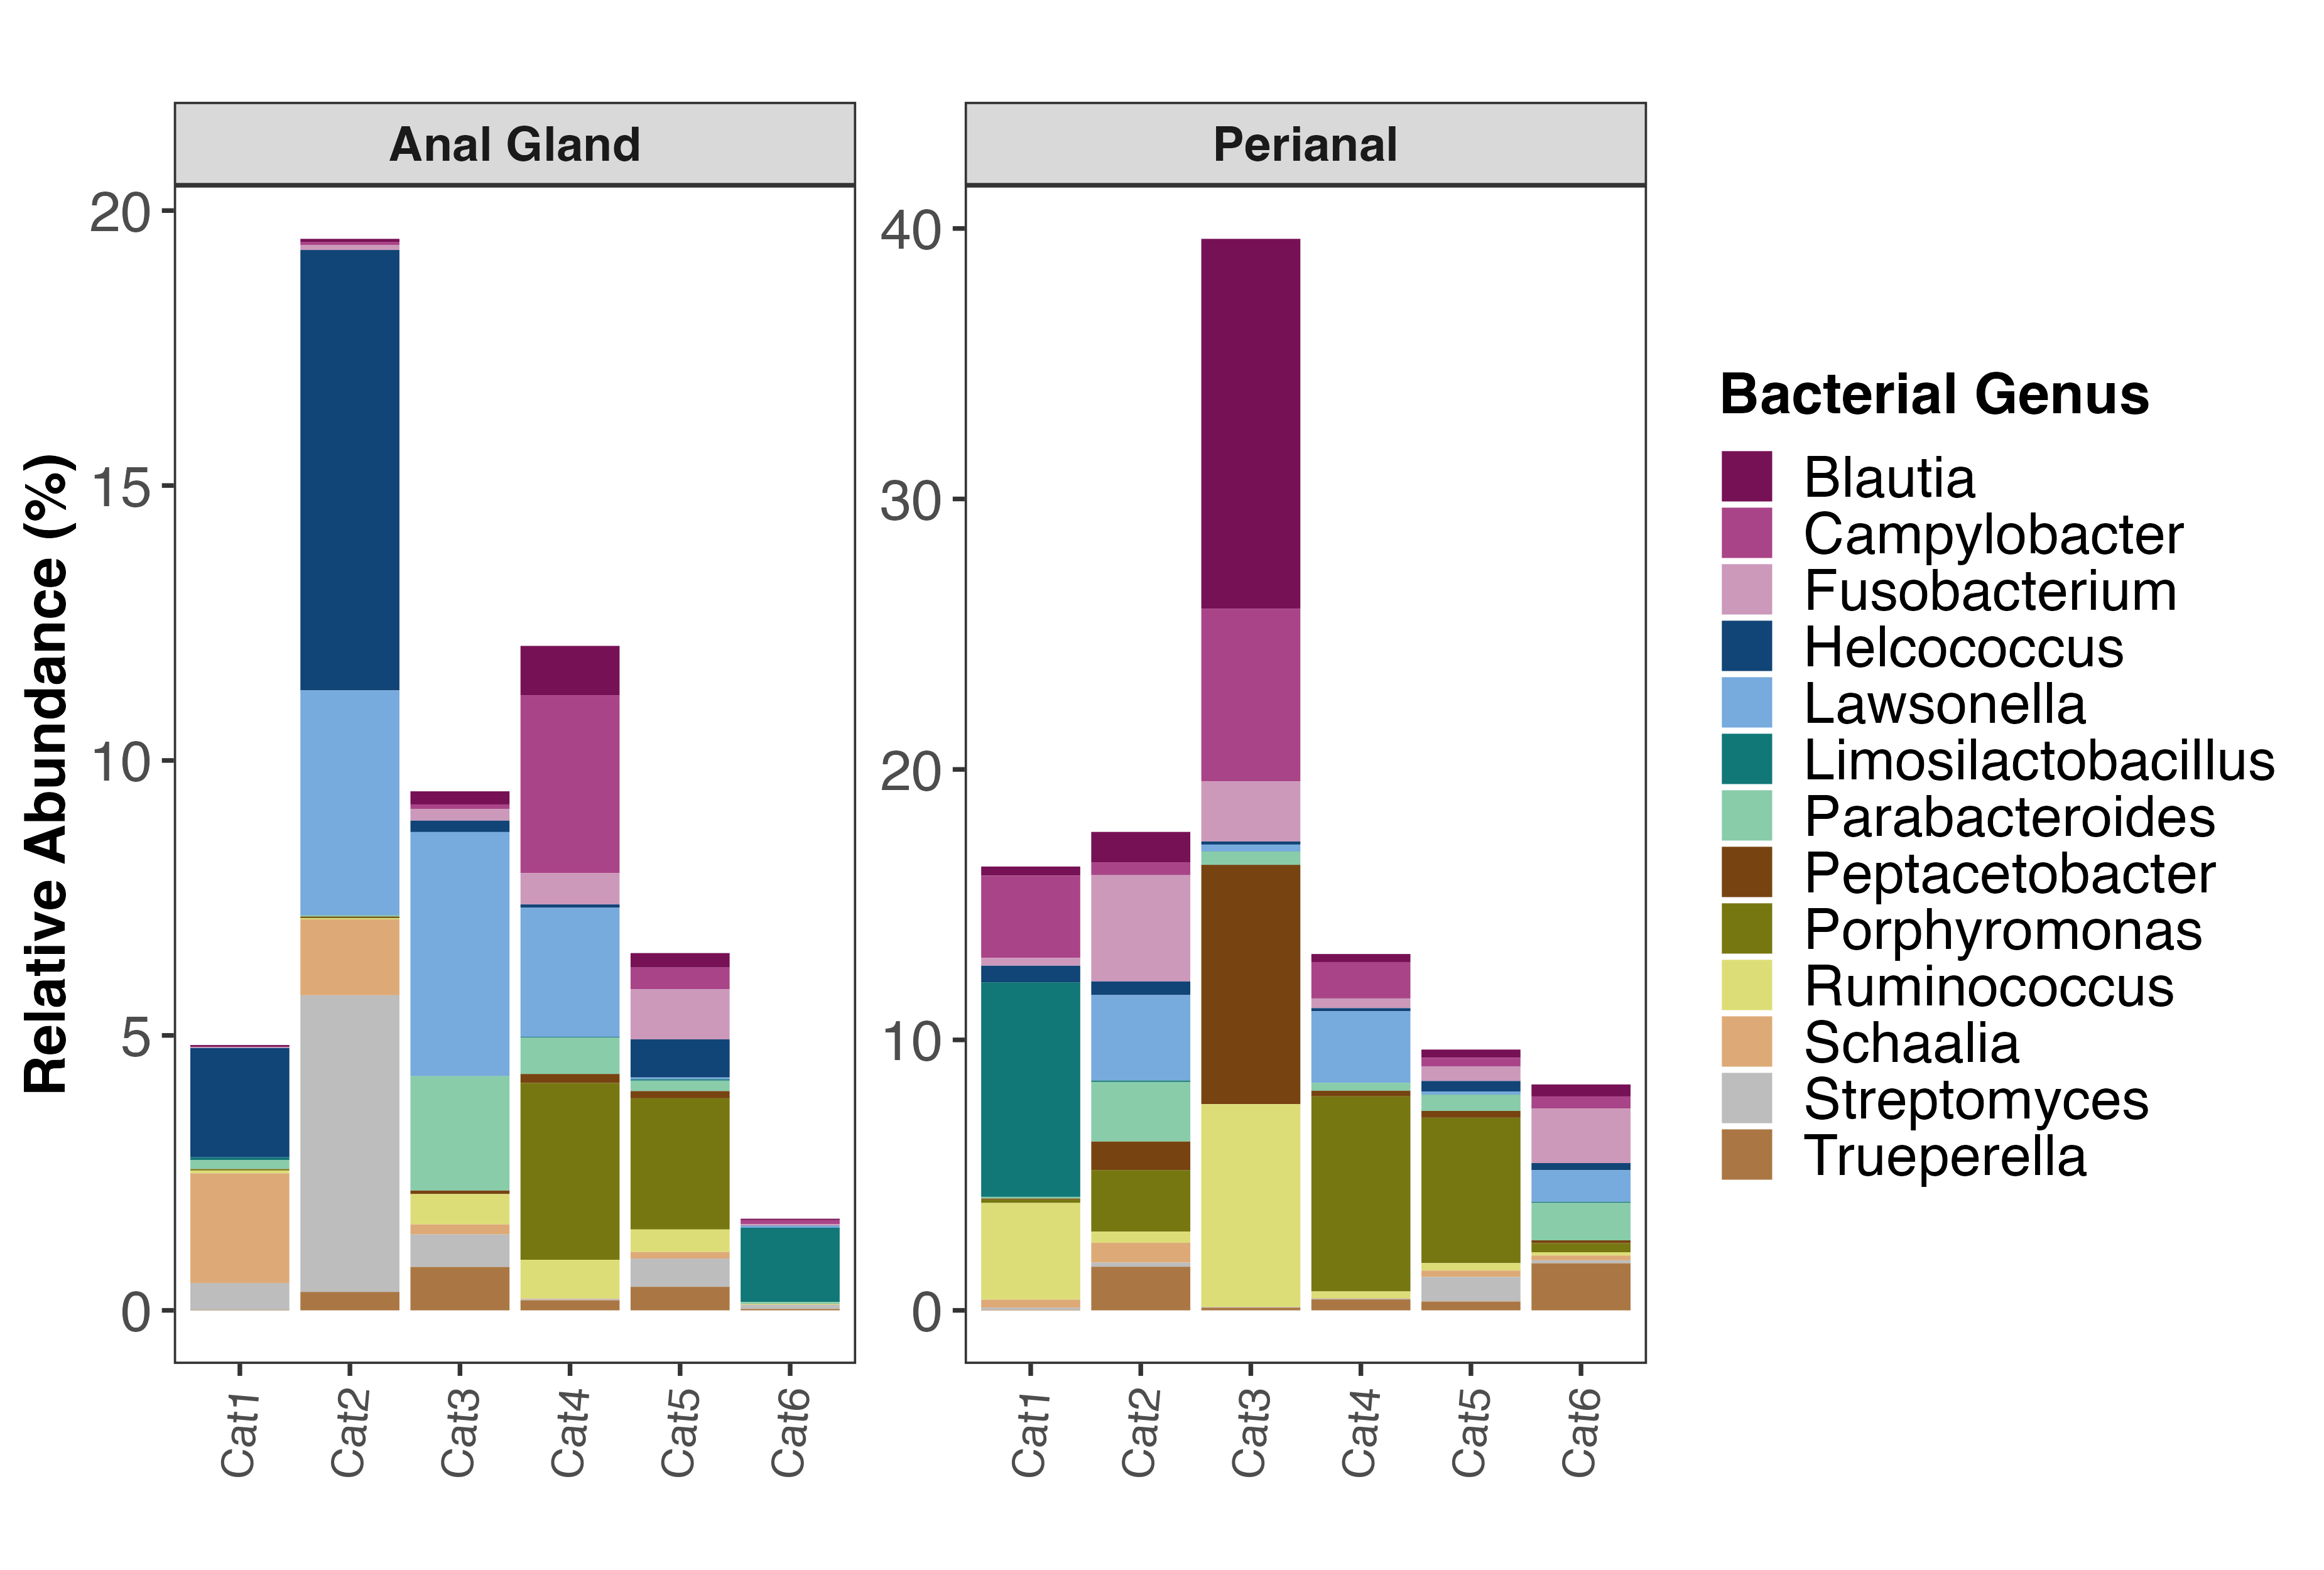 Anal Gland
Perianal
Relative Abundance (%)
20
15
10
5
0
40
30
20
10
0
Cat1
Cat2
Cat3
Cat4
Cat5
Cat6
Cat1
Cat2
Cat3
Cat4
Cat5
Cat6
Bacterial Genus
Blautia
Campylobacter
Fusobacterium
Helcococcus
Lawsonella
Limosilactobacillus
Parabacteroides
Peptacetobacter
Porphyromonas
Ruminococcus
Schaalia
Streptomyces
Trueperella